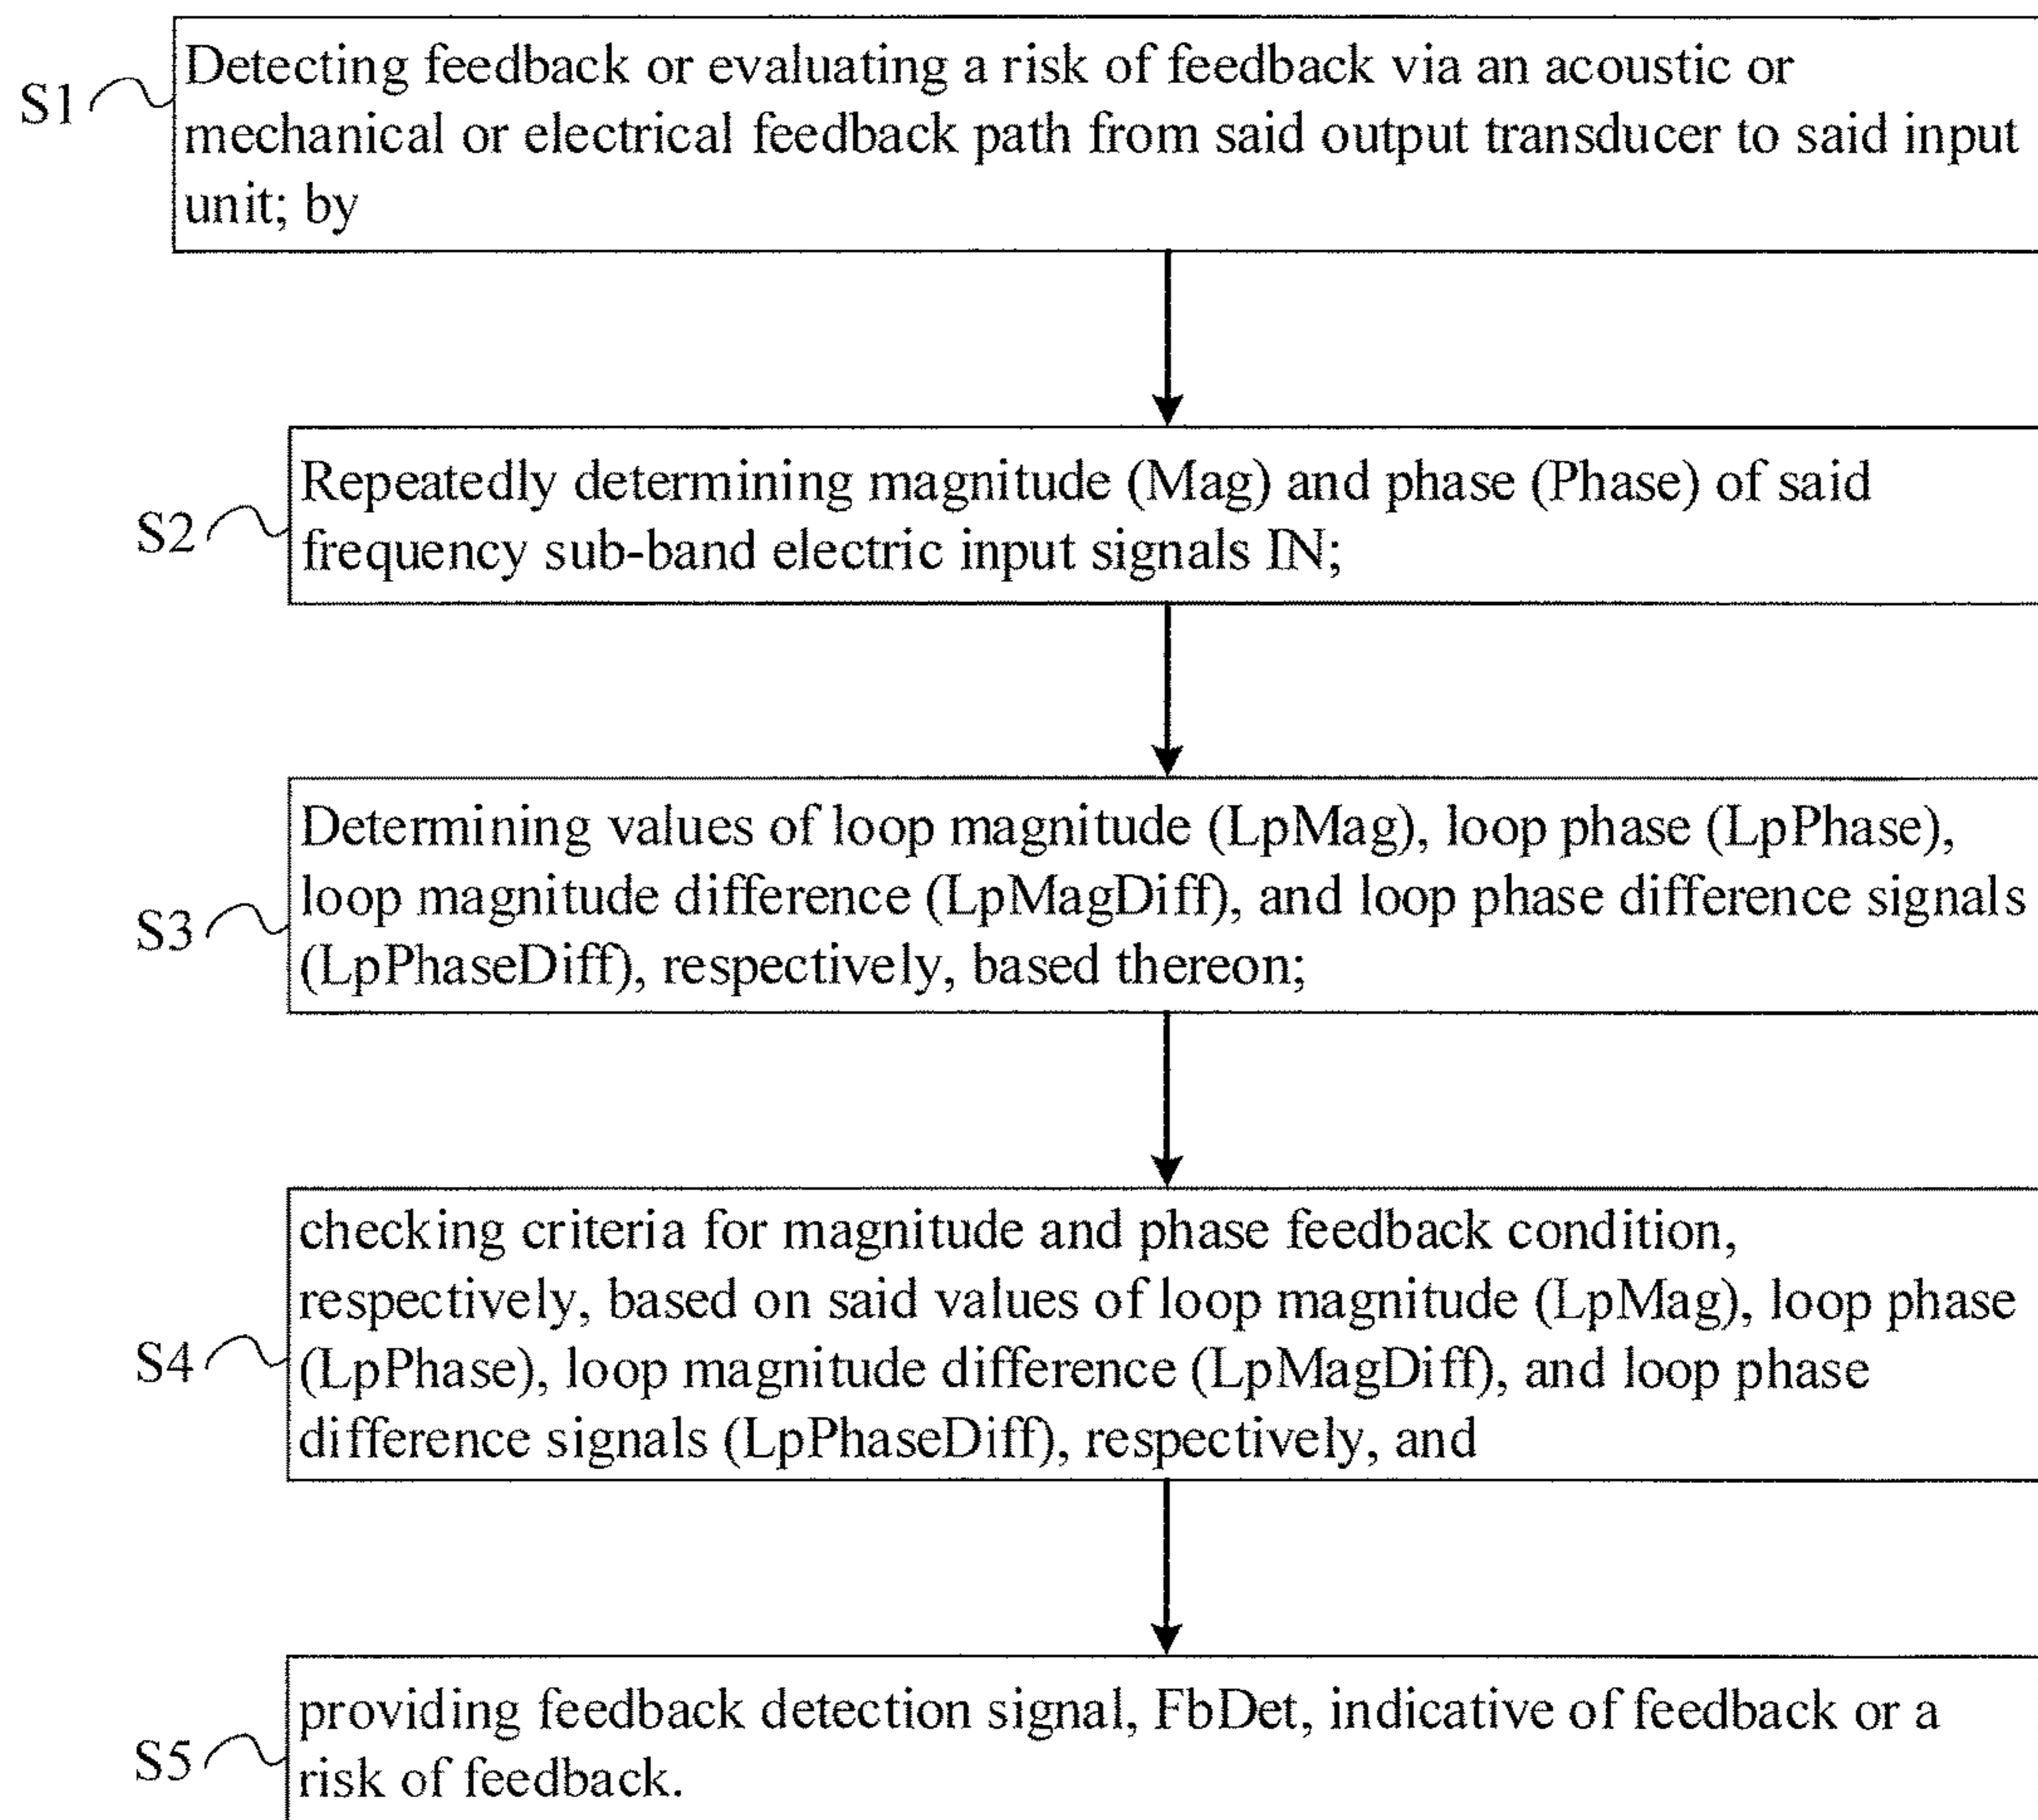 S1
Detecting feedback or evaluating a risk of feedback via an acoustic or
mechanical or electrical feedback path from said output transducer to said input
unit; by
S2
Repeatedly determining magnitude (Mag) and phase (Phase) of said
frequency sub-band electric input signals IN;
S3
Determining values of loop magnitude (LpMag), loop phase (LpPhase),
loop magnitude difference (LpMagDiff), and loop phase difference signals
(LpPhaseDiff), respectively, based thereon;
S4
checking criteria for magnitude and phase feedback condition,
respectively, based on said values of loop magnitude (LpMag), loop phase
(LpPhase), loop magnitude difference (LpMagDiff), and loop phase
difference signals (LpPhaseDiff), respectively, and
S5
providing feedback detection signal, FbDet, indicative of feedback or a
risk of feedback.